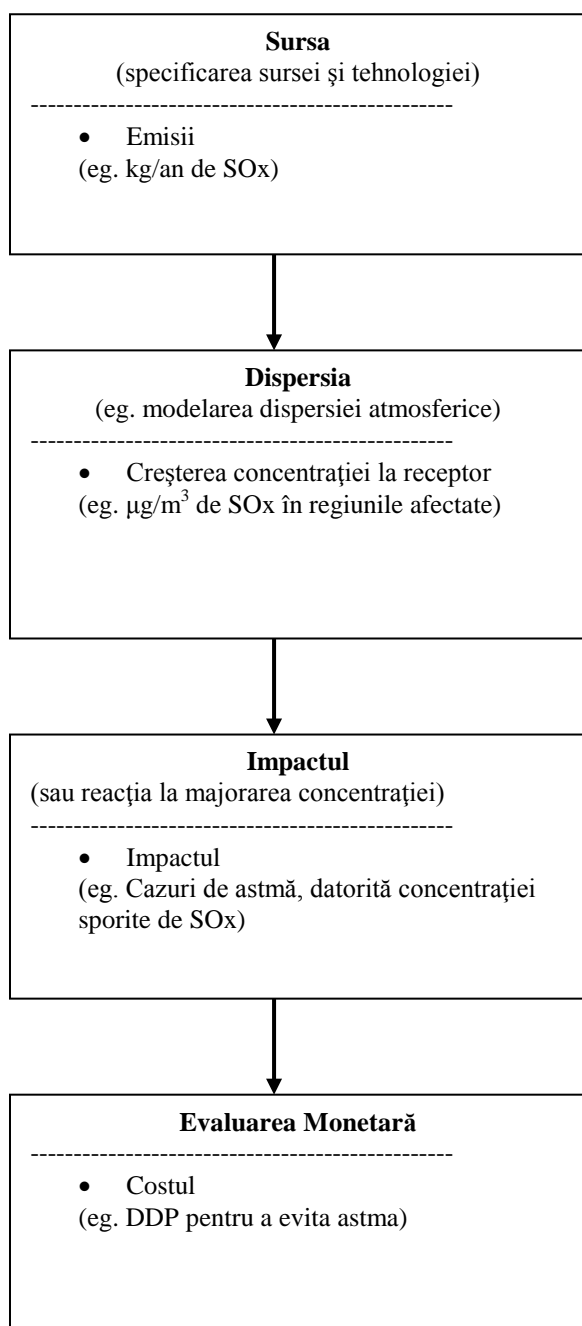 Sursa
(specificarea sursei şi tehnologiei)
-------------------------------------------------
• Emisii
(eg. kg/an de SOx)
Dispersia
(eg. modelarea dispersiei atmosferice)
-------------------------------------------------
• Creşterea concentraţiei la receptor
(eg. μg/m³ de SOx în regiunile afectate)
Impactul
(sau reacţia la majorarea concentraţiei)
-------------------------------------------------
• Impactul
(eg. Cazuri de astmă, datorită concentraţiei
sporite de SOx)
Evaluarea Monetară
-------------------------------------------------
• Costul
(eg. DDP pentru a evita astma)